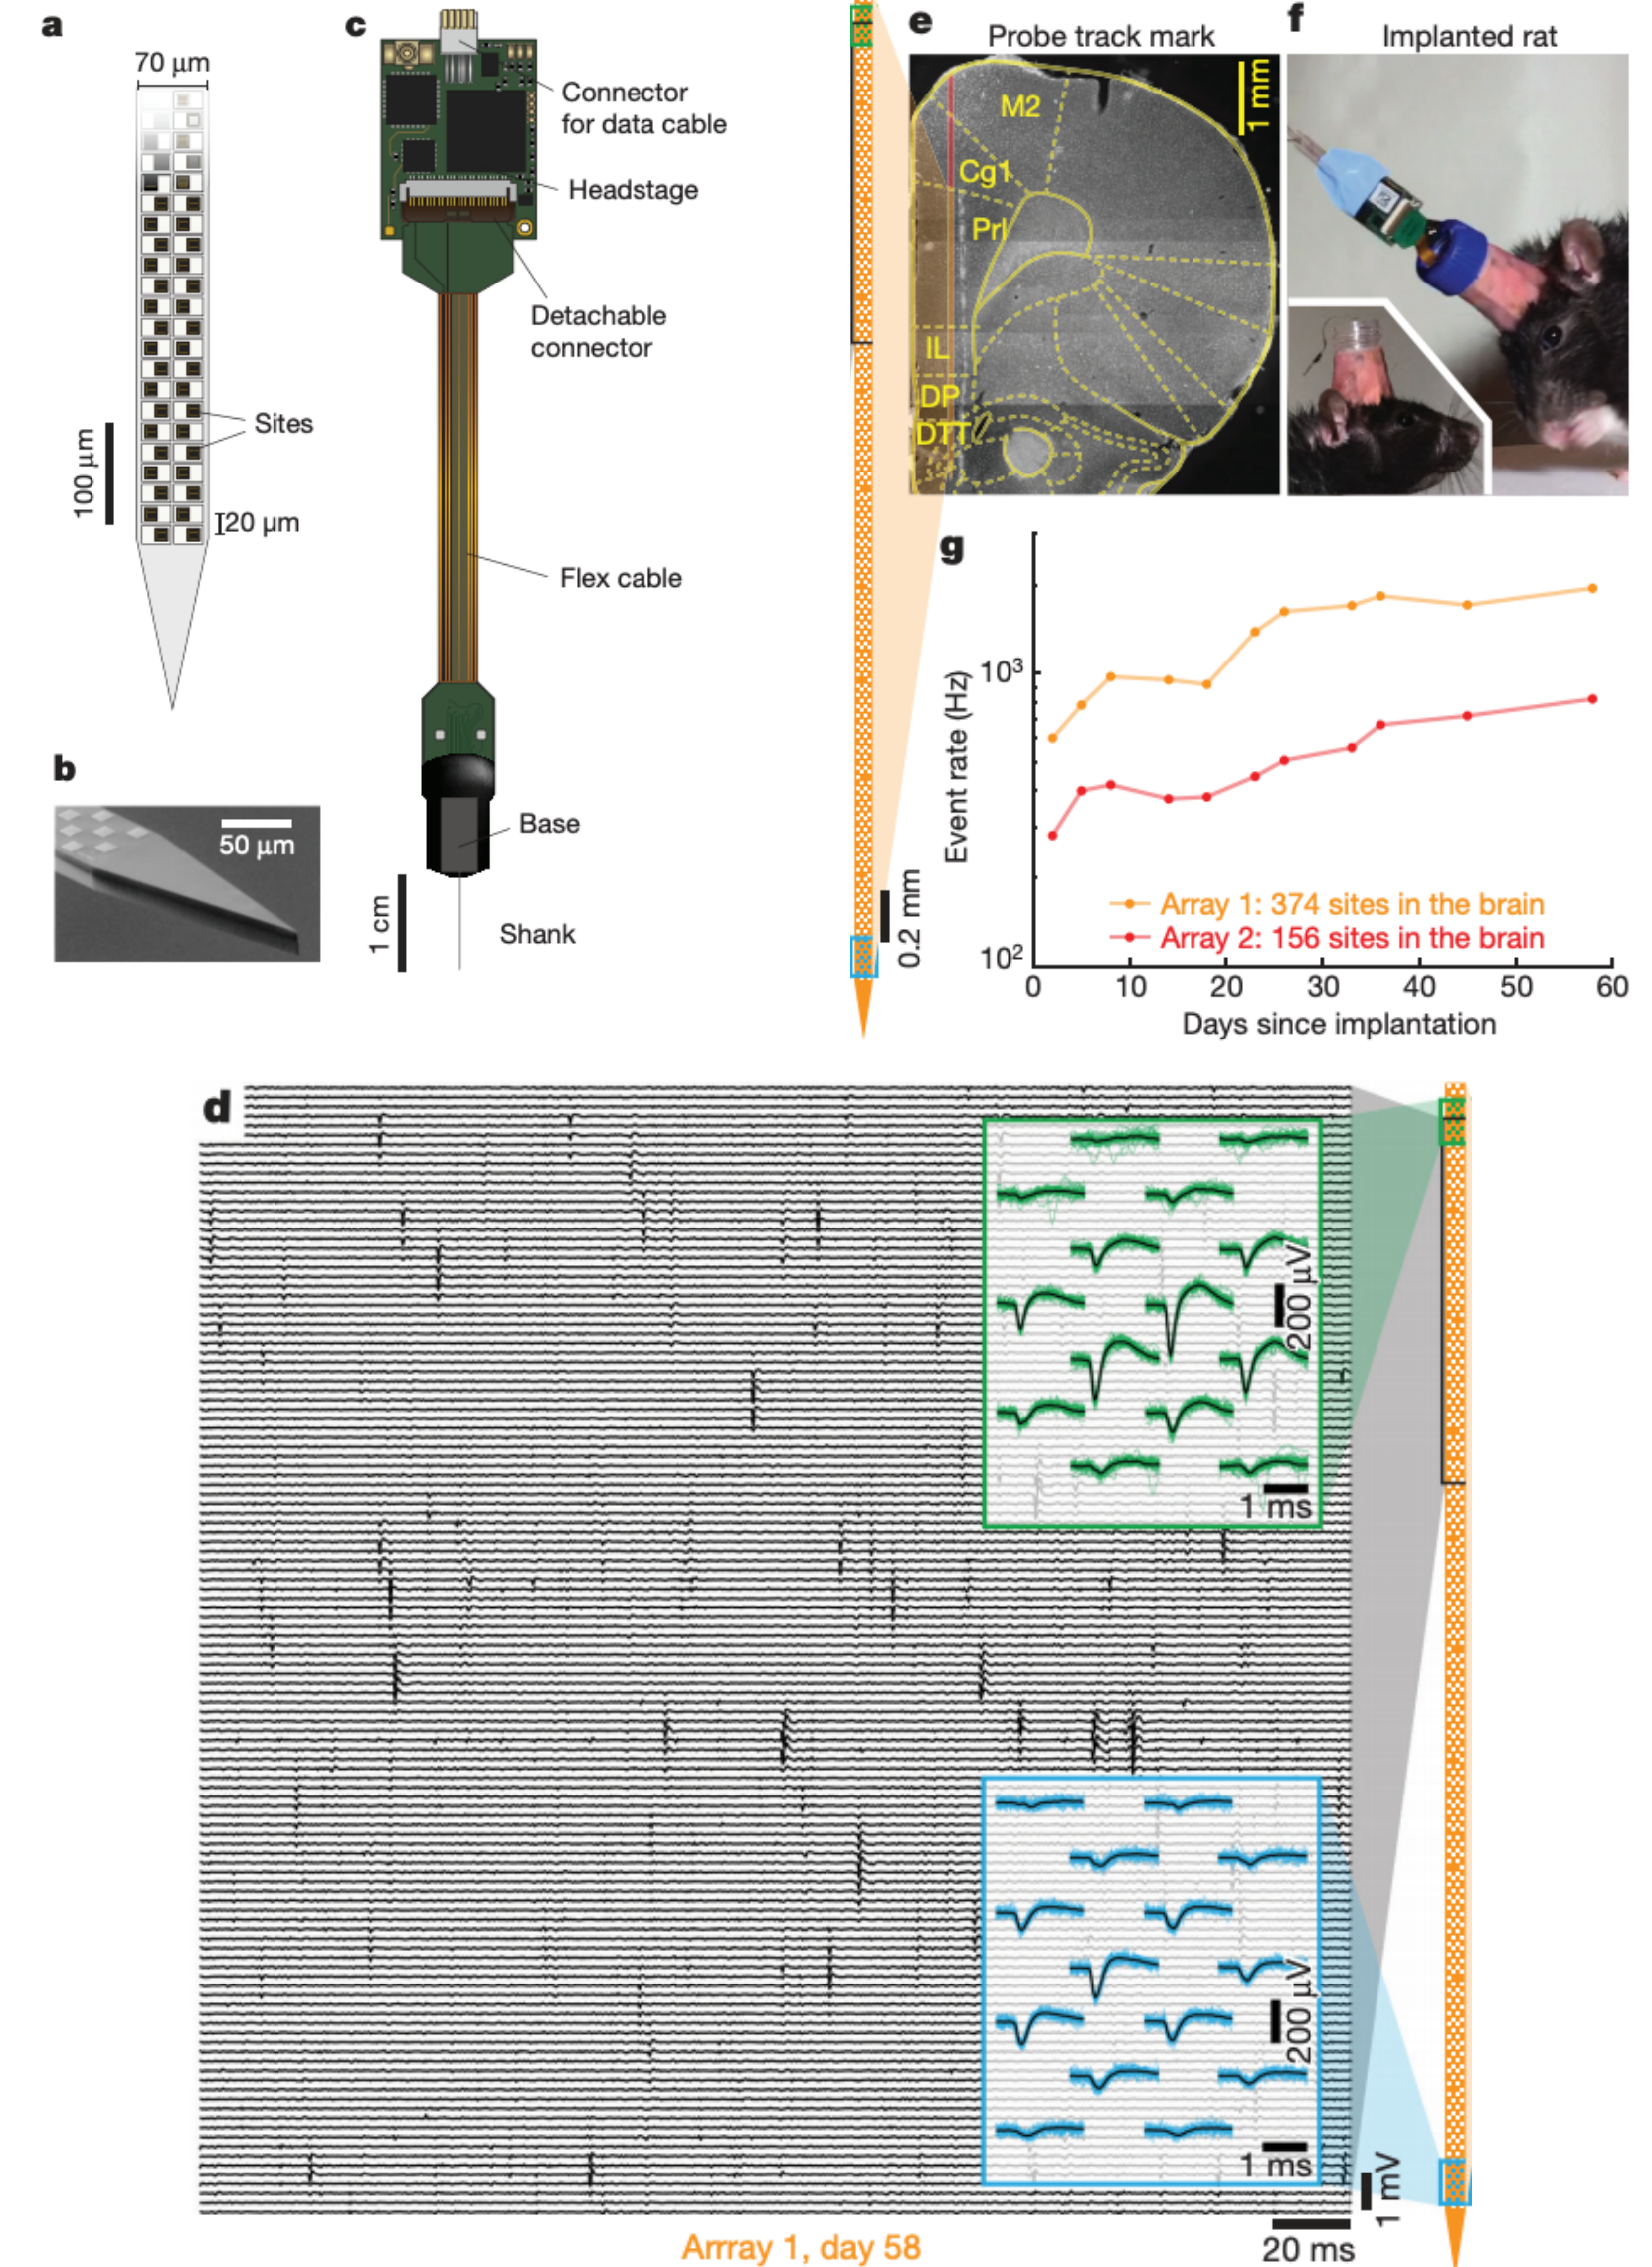 a
70 µm
Sites
100 µm
20 µm
b
50 µm
c
Connector
for data cable
Headstage
Detachable
connector
Flex cable
Base
1 cm
Shank
0.2 mm
e
Probe track mark
M2
1 mm
Cg1
Prl
IL
DP
DTT
f
Implanted rat
g
Event rate (Hz)
10³
10²
Array 1: 374 sites in the brain
Array 2: 156 sites in the brain
0 10 20 30 40 50 60
Days since implantation
d
200 µV
1 ms
200 µV
1 ms
1 mV
20 ms
Arrray 1, day 58